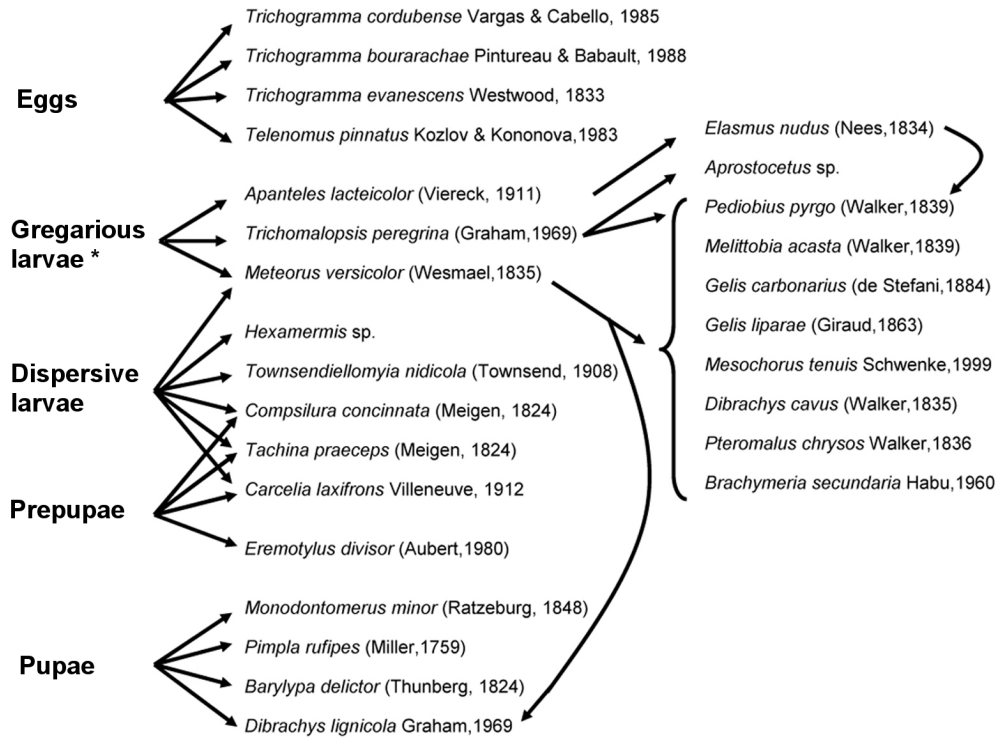 Eggs
Trichogramma cordubense Vargas & Cabello, 1985
Trichogramma bourarachae Pintureau & Babault, 1988
Trichogramma evanescens Westwood, 1833
Telenomus pinnatus Kozlov & Kononova,1983
Gregarious
larvae *
Apanteles lacteicolor (Viereck, 1911)
Trichomalopsis peregrina (Graham,1969)
Meteorus versicolor (Wesmael,1835)
Dispersive
larvae
Hexamermis sp.
Townsendiellomyia nidicola (Townsend, 1908)
Compsilura concinnata (Meigen, 1824)
Tachina praeceps (Meigen, 1824)
Carcelia laxifrons Villeneuve, 1912
Prepupae
Eremotylus divisor (Aubert,1980)
Pupae
Monodontomerus minor (Ratzeburg, 1848)
Pimpla rufipes (Miller,1759)
Barylypa delictor (Thunberg, 1824)
Dibrachys lignicola Graham,1969
Elasmus nudus (Nees,1834)
Aprostocetus sp.
Pediobius pyrgo (Walker,1839)
Melittobia acasta (Walker,1839)
Gelis carbonarius (de Stefani,1884)
Gelis liparae (Giraud,1863)
Mesochorus tenuis Schwenke,1999
Dibrachys cavus (Walker,1835)
Pteromalus chrysos Walker,1836
Brachymeria secundaria Habu,1960